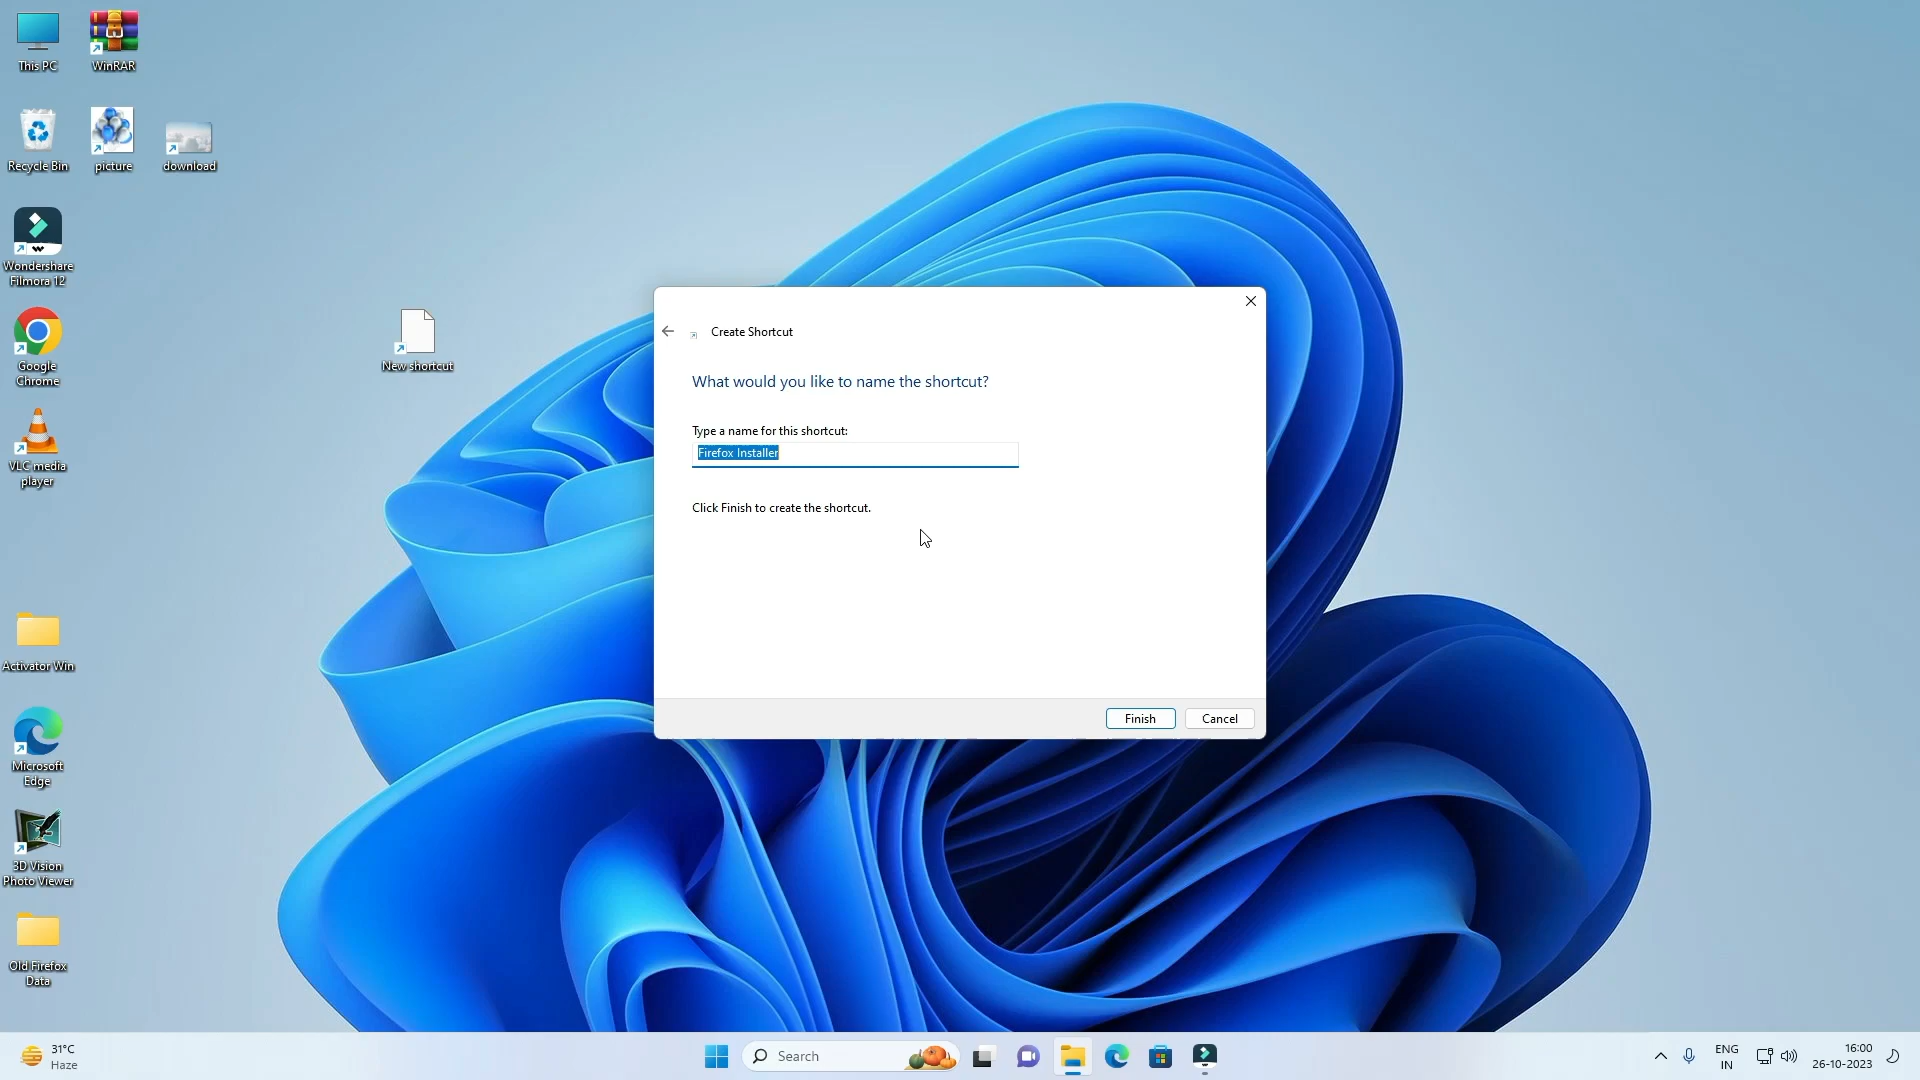 This PC
WinRAR
Recycle Bin
picture
download
Wondershare
Filmora 12
Google
Chrome
New shortcut
VLC media
player
Activator Win
Microsoft
Edge
3D Vision
Photo Viewer
Old Firefox
Data
Create Shortcut
What would you like to name the shortcut?
Type a name for this shortcut:
Firefox Installer
Click Finish to create the shortcut.
Finish
Cancel
31°C
Haze
Search
ENG
IN
16:00
26-10-2023